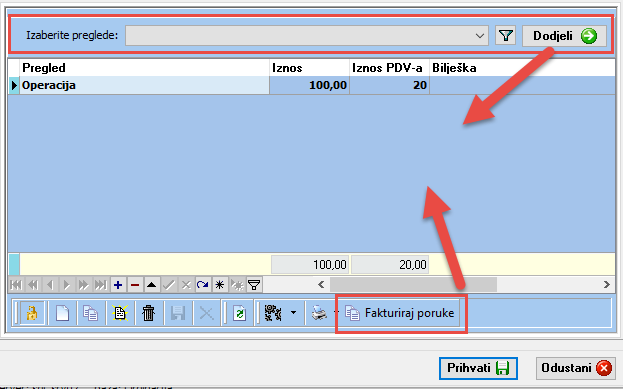 Izaberite preglede:
Dodjeli
Pregled Iznos Iznos PDV-a Bilješka
Operacija 100,00 20
100,00 20,00
Fakturiraj poruke
Prihvati Odustani